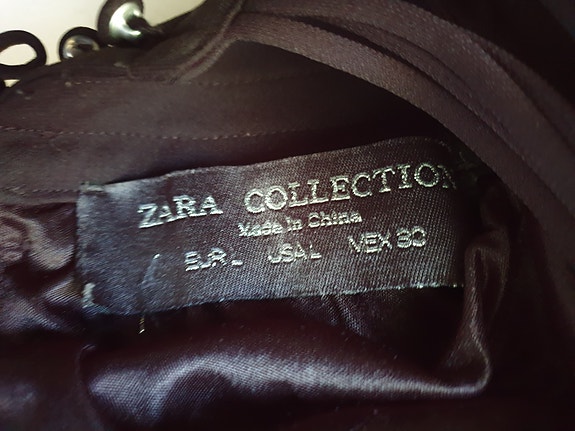 ZARA COLLECTION
Made in China
EUR L USA L MEX 30